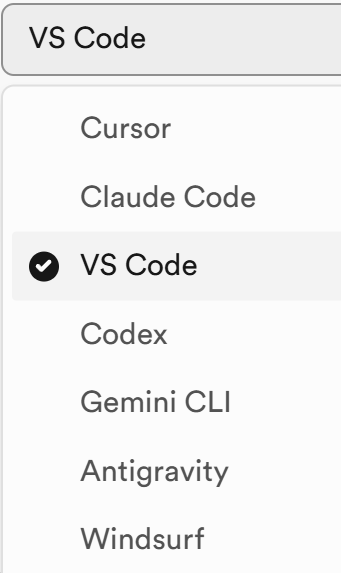 VS Code
Cursor
Claude Code
VS Code
Codex
Gemini CLI
Antigravity
Windsurf